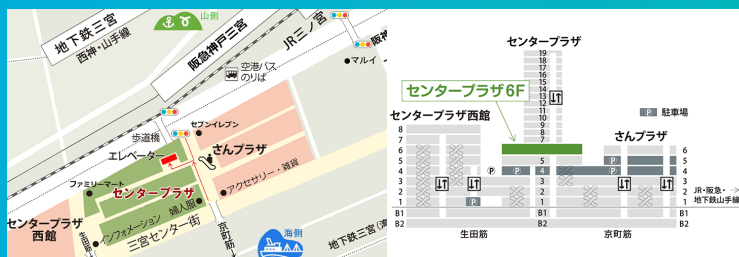 山側
地下鉄三宮
西神・山手線
阪急神戸三宮
JR三ノ宮
阪神
マルイ
空港バス
のりば
歩道橋
セブンイレブン
エレベーター
さんプラザ
ファミリーマート
センタープラザ
アクセサリー・雑貨
センタープラザ
西館
インフォメーション
婦人服
三宮センター街
生田筋
京町筋
海側
地下鉄三宮(海
センタープラザ
19
18
17
16
15
14
13
12
11
10
9
8
7
センタープラザ6F
P 駐車場
センタープラザ西館
さんプラザ
8
7
6 6
5 5 P 5
4 P 4 P 4
3 3
2 2 2
1 P 1 1
JR・阪急・→
地下鉄山手線
B1 B1 B1
B2 B2 B2
生田筋 京町筋